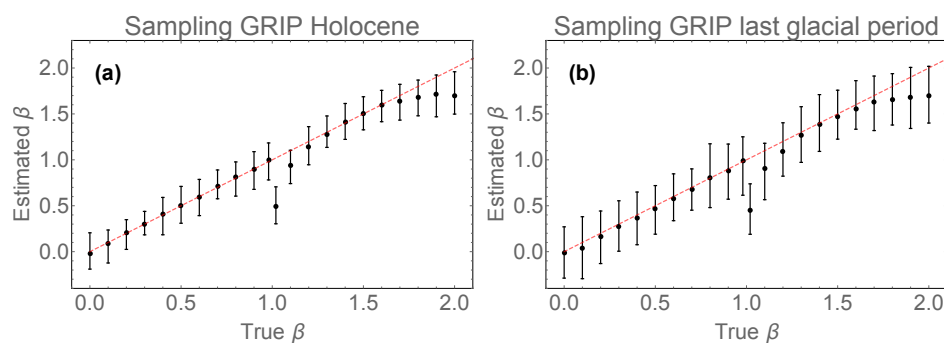 Sampling GRIP Holocene
Sampling GRIP last glacial period
(a)
(b)
Estimated β
2.0
1.5
1.0
0.5
0.0
0.0 0.5 1.0 1.5 2.0
True β
Estimated β
2.0
1.5
1.0
0.5
0.0
0.0 0.5 1.0 1.5 2.0
True β